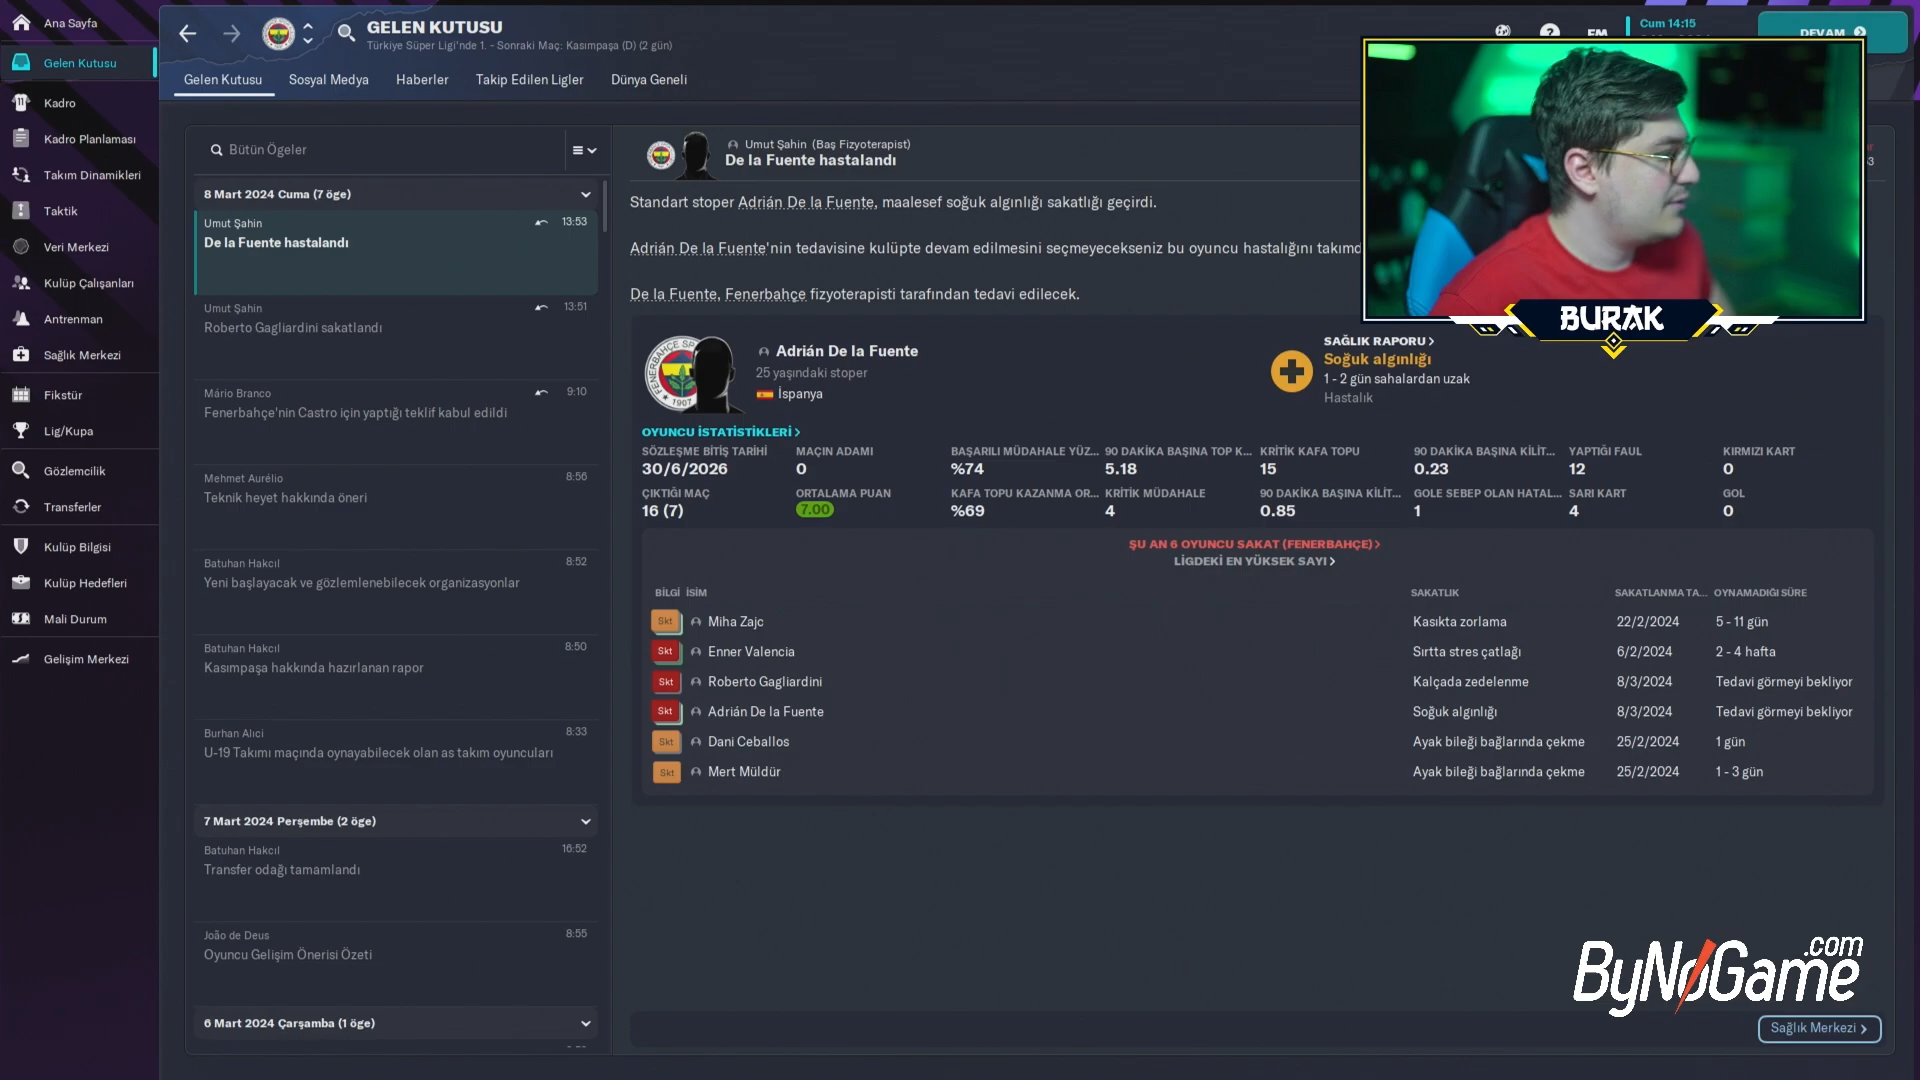 Ana Sayfa
Gelen Kutusu
Kadro
Kadro Planlaması
Takım Dinamikleri
Taktik
Veri Merkezi
Kulüp Çalışanları
Antrenman
Sağlık Merkezi
Fikstür
Lig/Kupa
Gözlemcilik
Transferler
Kulüp Bilgisi
Kulüp Hedefleri
Mali Durum
Gelişim Merkezi
GELEN KUTUSU
Türkiye Süper Ligi'nde 1. - Sonraki Maç: Kasımpaşa (D) (2 gün)
FM
Cum 14:15
DEVAM
Gelen Kutusu Sosyal Medya Haberler Takip Edilen Ligler Dünya Geneli
Bütün Ögeler
8 Mart 2024 Cuma (7 öge)
Umut Şahin 13:53
De la Fuente hastalandı
Umut Şahin 13:51
Roberto Gagliardini sakatlandı
Mário Branco 9:10
Fenerbahçe'nin Castro için yaptığı teklif kabul edildi
Mehmet Aurélio 8:56
Teknik heyet hakkında öneri
Batuhan Hakcıl 8:52
Yeni başlayacak ve gözlemlenebilecek organizasyonlar
Batuhan Hakcıl 8:50
Kasımpaşa hakkında hazırlanan rapor
Burhan Alıcı 8:33
U-19 Takımı maçında oynayabilecek olan as takım oyuncuları
7 Mart 2024 Perşembe (2 öge)
Batuhan Hakcıl 16:52
Transfer odağı tamamlandı
João de Deus 8:55
Oyuncu Gelişim Önerisi Özeti
6 Mart 2024 Çarşamba (1 öge)
Umut Şahin (Baş Fizyoterapist)
De la Fuente hastalandı
Standart stoper Adrián De la Fuente, maalesef soğuk algınlığı sakatlığı geçirdi.
Adrián De la Fuente'nin tedavisine kulüpte devam edilmesini seçmeyecekseniz bu oyuncu hastalığını takımd
De la Fuente, Fenerbahçe fizyoterapisti tarafından tedavi edilecek.
BURAK
FENERBAHÇE SP
1907
Adrián De la Fuente
25 yaşındaki stoper
İspanya
SAĞLIK RAPORU
Soğuk algınlığı
1 - 2 gün sahalardan uzak
Hastalık
OYUNCU İSTATİSTİKLERİ
SÖZLEŞME BİTİŞ TARİHİ MAÇIN ADAMI BAŞARILI MÜDAHALE YÜZ... 90 DAKİKA BAŞINA TOP K... KRİTİK KAFA TOPU 90 DAKİKA BAŞINA KİLİT... YAPTIĞI FAUL KIRMIZI KART
30/6/2026 0 %74 5.18 15 0.23 12 0
ÇIKTIĞI MAÇ ORTALAMA PUAN KAFA TOPU KAZANMA OR... KRİTİK MÜDAHALE 90 DAKİKA BAŞINA KİLİT... GOLE SEBEP OLAN HATAL... SARI KART GOL
16 (7) 7.00 %69 4 0.85 1 4 0
ŞU AN 6 OYUNCU SAKAT (FENERBAHÇE)
LİGDEKİ EN YÜKSEK SAYI
BİLGİ İSİM SAKATLIK SAKATLANMA TA... OYNAMADIĞI SÜRE
Skt Miha Zajc Kasıkta zorlama 22/2/2024 5 - 11 gün
Skt Enner Valencia Sırtta stres çatlağı 6/2/2024 2 - 4 hafta
Skt Roberto Gagliardini Kalçada zedelenme 8/3/2024 Tedavi görmeyi bekliyor
Skt Adrián De la Fuente Soğuk algınlığı 8/3/2024 Tedavi görmeyi bekliyor
Skt Dani Ceballos Ayak bileği bağlarında çekme 25/2/2024 1 gün
Skt Mert Müldür Ayak bileği bağlarında çekme 25/2/2024 1 - 3 gün
ByNoGame.com
Sağlık Merkezi